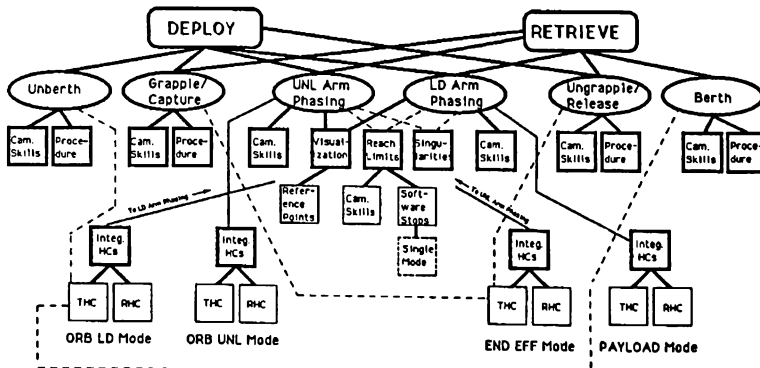 DEPLOY
RETRIEVE
Unberth
Grapple/
Capture
UNL Arm
Phasing
LD Arm
Phasing
Ungrapple/
Release
Berth
Cam.
Skills
Proce-
dure
Cam.
Skills
Proce-
dure
Cam.
Skills
Visual-
ization
Reach
Limits
Singu-
larities
Cam.
Skills
Cam.
Skills
Proce-
dure
Cam.
Skills
Proce-
dure
To LD Arm Phasing
Refer-
ence
Points
Cam.
Skills
Soft-
ware
Stops
To UNL Arm Phasing
Single
Mode
Integ.
HCs
Integ.
HCs
Integ.
HCs
Integ.
HCs
THC
RHC
THC
RHC
THC
RHC
THC
RHC
ORB LD Mode
ORB UNL Mode
END EFF Mode
PAYLOAD Mode